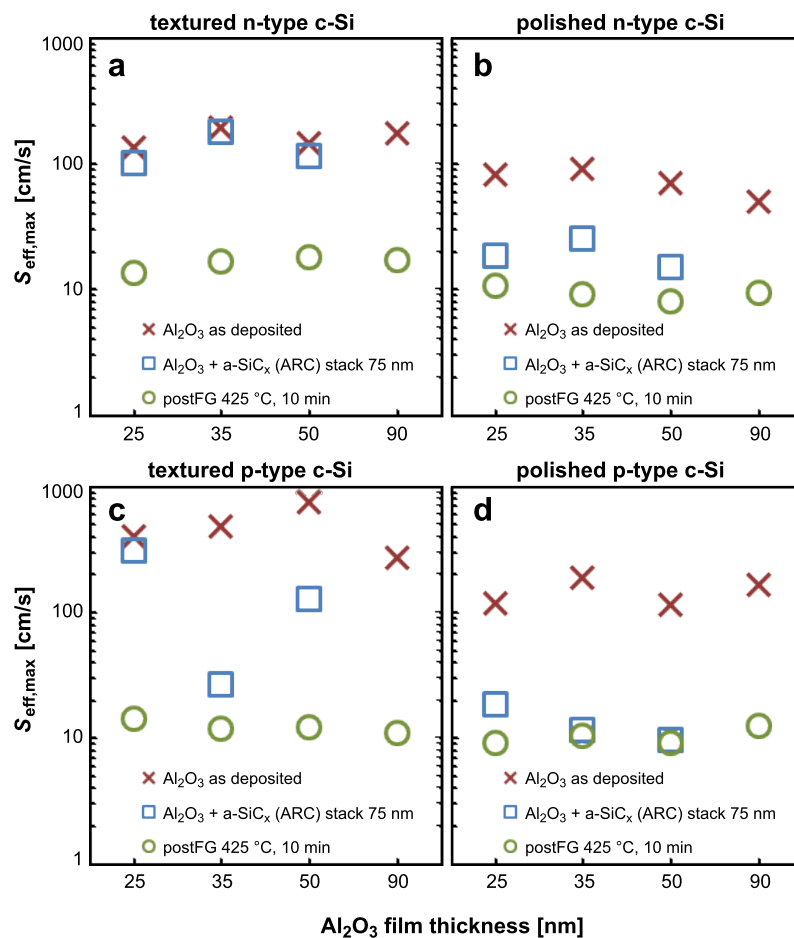 textured n-type c-Si
polished n-type c-Si
a
b
1000
100
10
1
S_eff,max [cm/s]
Al₂O₃ as deposited
Al₂O₃ + a-SiCₓ (ARC) stack 75 nm
postFG 425 °C, 10 min
Al₂O₃ as deposited
Al₂O₃ + a-SiCₓ (ARC) stack 75 nm
postFG 425 °C, 10 min
25 35 50 90
25 35 50 90
textured p-type c-Si
polished p-type c-Si
c
d
1000
100
10
1
S_eff,max [cm/s]
Al₂O₃ as deposited
Al₂O₃ + a-SiCₓ (ARC) stack 75 nm
postFG 425 °C, 10 min
Al₂O₃ as deposited
Al₂O₃ + a-SiCₓ (ARC) stack 75 nm
postFG 425 °C, 10 min
25 35 50 90
25 35 50 90
Al₂O₃ film thickness [nm]